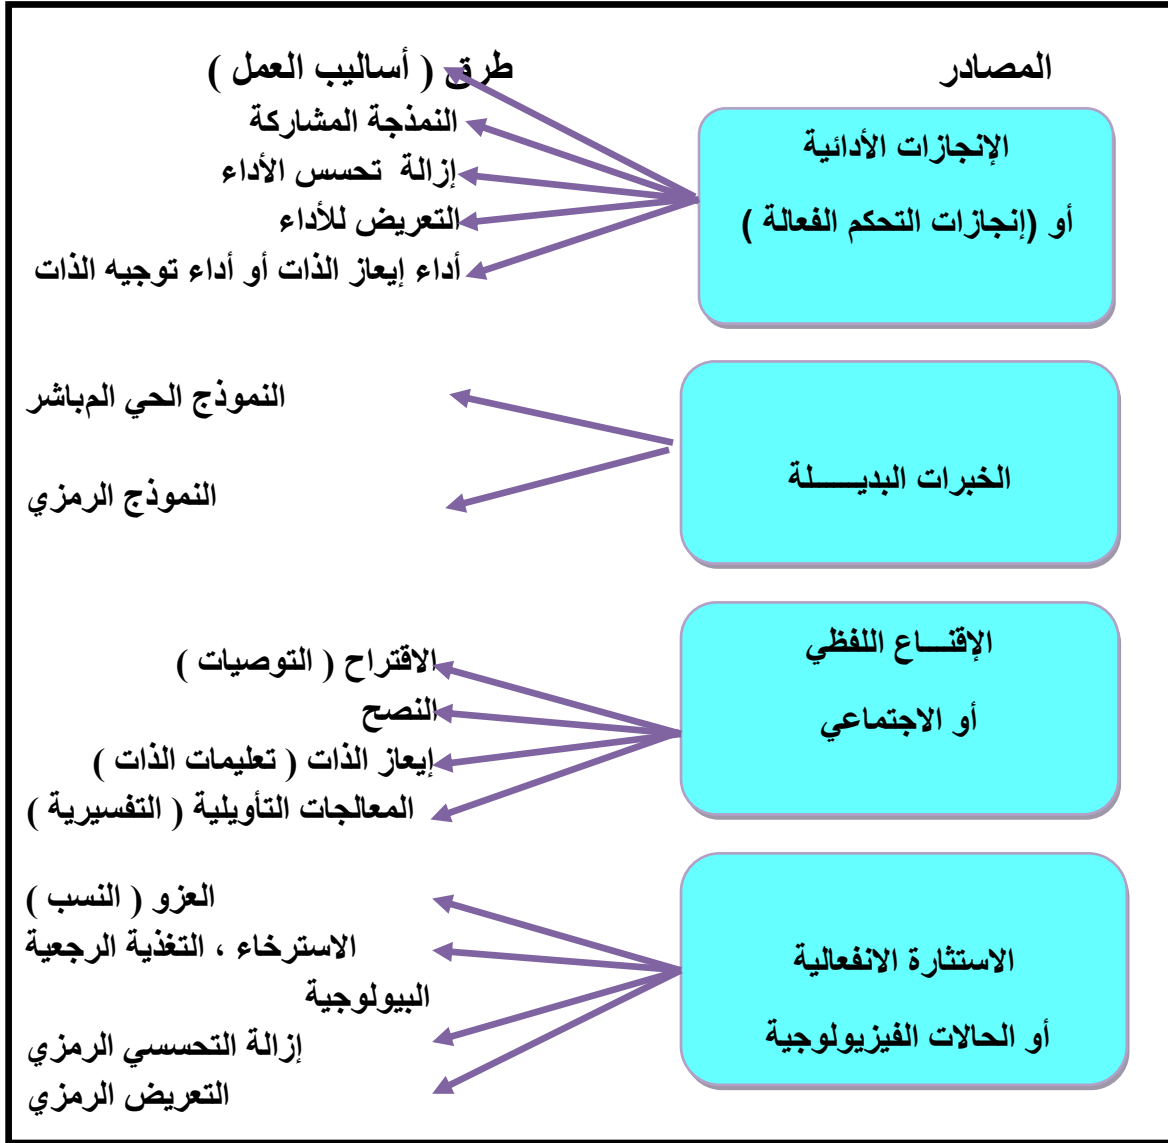 المصادر
طرق ( أساليب العمل )
الإنجازات الأدائية
أو (إنجازات التحكم الفعالة )
النمذجة المشاركة
إزالة تحسس الأداء
التعريض للأداء
أداء إيعاز الذات أو أداء توجيه الذات
الخبرات البديـــــلة
النموذج الحي المباشر
النموذج الرمزي
الإقنـــاع اللفظي
أو الاجتماعي
الاقتراح ( التوصيات )
النصح
إيعاز الذات ( تعليمات الذات )
المعالجات التأويلية ( التفسيرية )
الاستثارة الانفعالية
أو الحالات الفيزيولوجية
العزو ( النسب )
الاسترخاء ، التغذية الرجعية
البيولوجية
إزالة التحسسي الرمزي
التعريض الرمزي